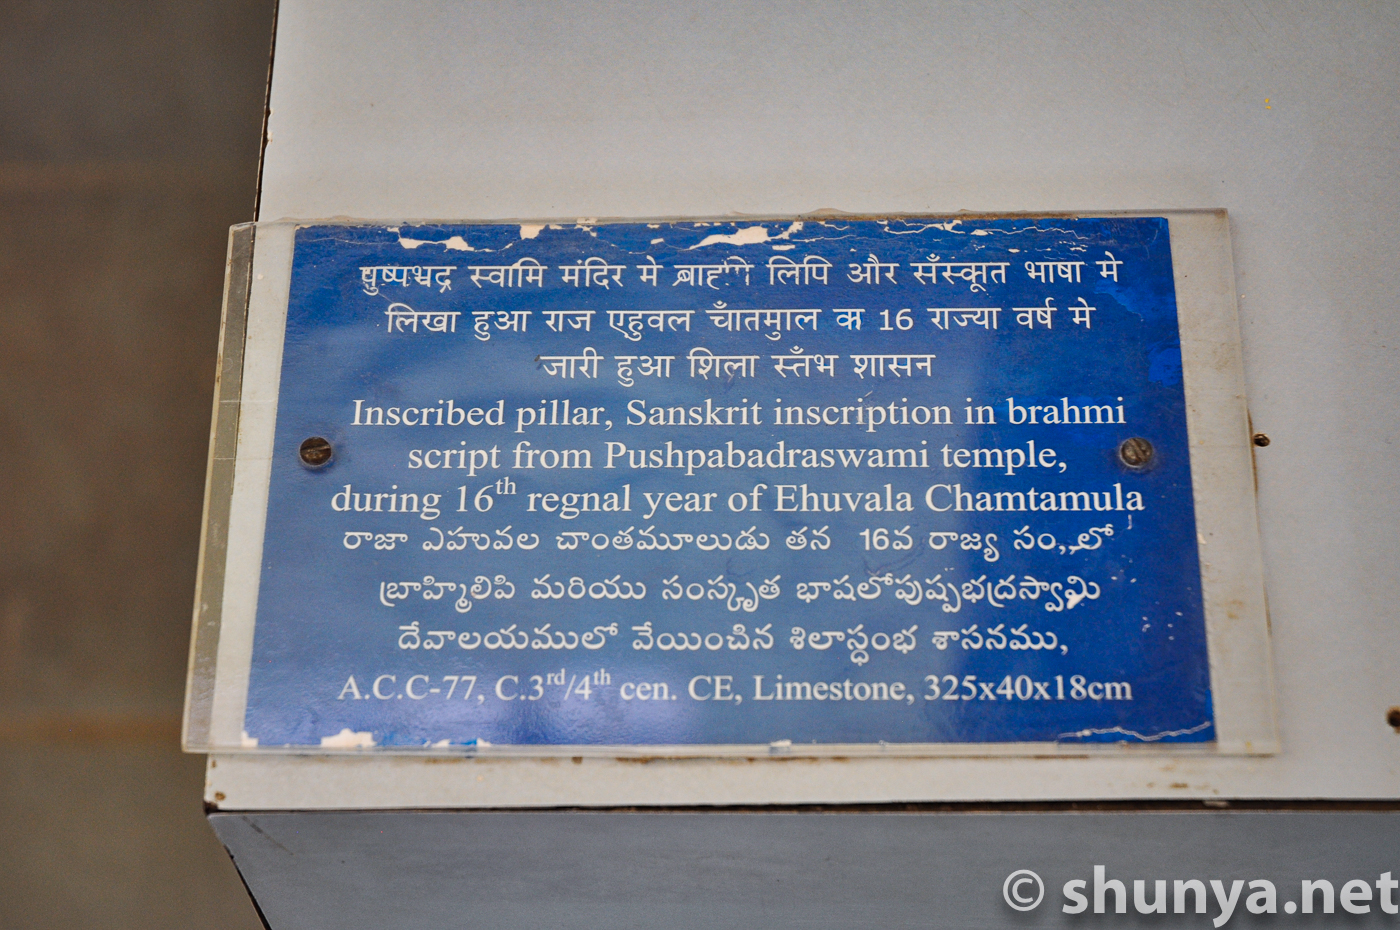 पुष्पभद्र स्वामि मंदिर मे लिपि और सँस्कृात भाषा मे
लिखा हुआ राज एहुवल चाँतमुाल क 16 राज्या वर्ष मे
जारी हुआ शिला स्तँभ शासन
Inscribed pillar, Sanskrit inscription in brahmi
script from Pushpabadraswami temple,
during 16th regnal year of Ehuvala Chamtamula
రాజా ఎహువల చాంతమూలుడు తన 16వ రాజ్య సం,,లో
బ్రాహ్మిలిపి మరియు సంస్కృత భాషలోపుష్పభద్రస్వామి
దేవాలయములో వేయించిన శిలాస్ధంభ శాసనము,
A.C.C-77, C.3rd/4th cen. CE, Limestone, 325x40x18cm
© shunya.net